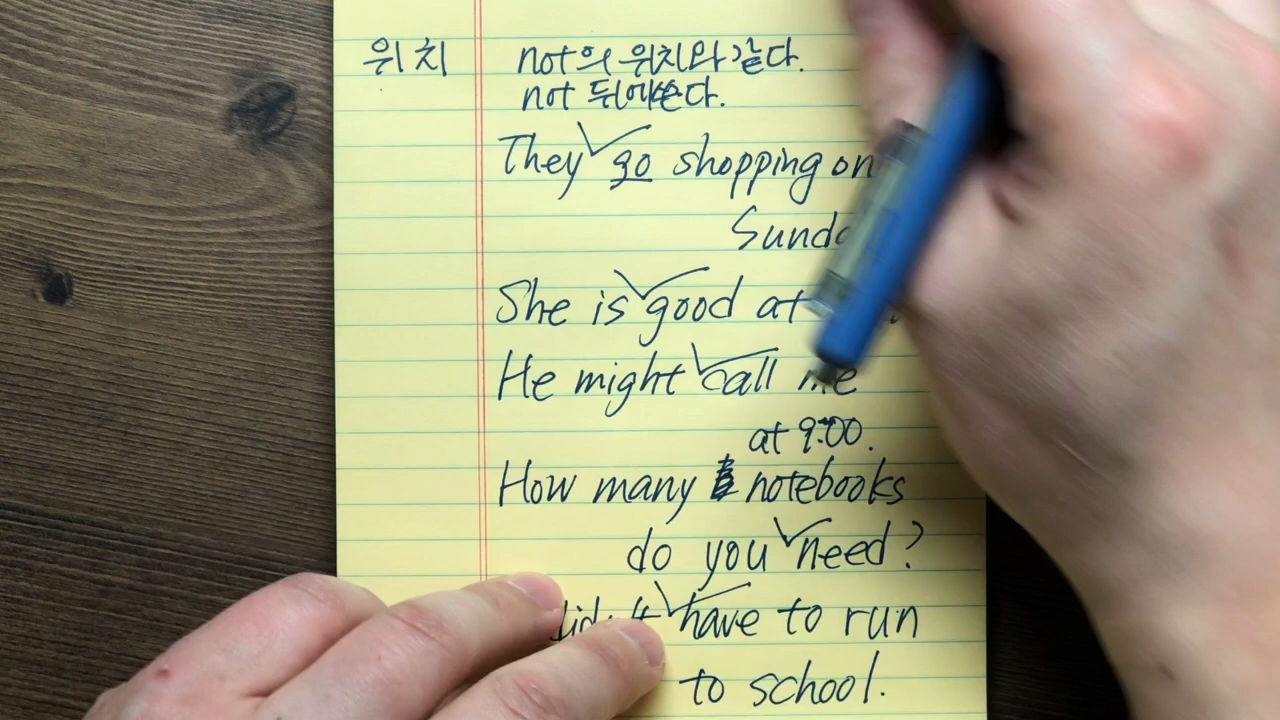 위치 not의 위치와 같다.
not 뒤에쓴다.
They go shopping on
She is good at
He might call me
at 9:00.
How many notebooks
do you need?
have to run
to school.